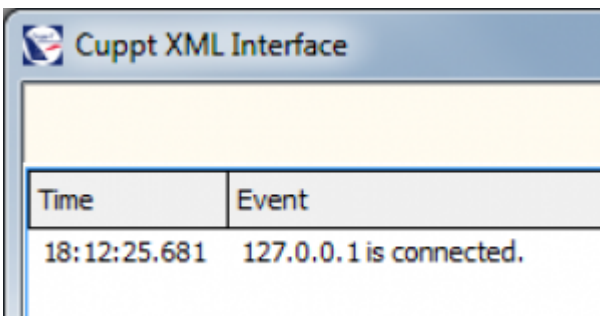 Cuppt XML Interface
Time Event
18:12:25.681 127.0.0.1 is connected.